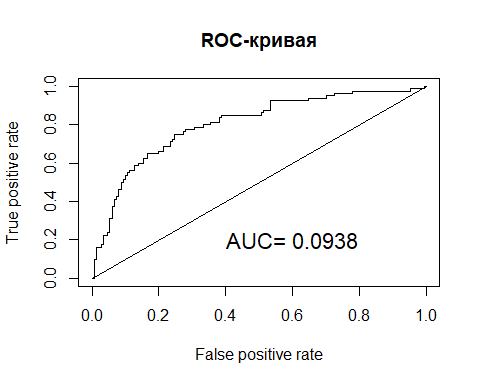 ROC-кривая
True positive rate
1.0
0.8
0.6
0.4
0.2
0.0
AUC= 0.0938
0.0 0.2 0.4 0.6 0.8 1.0
False positive rate